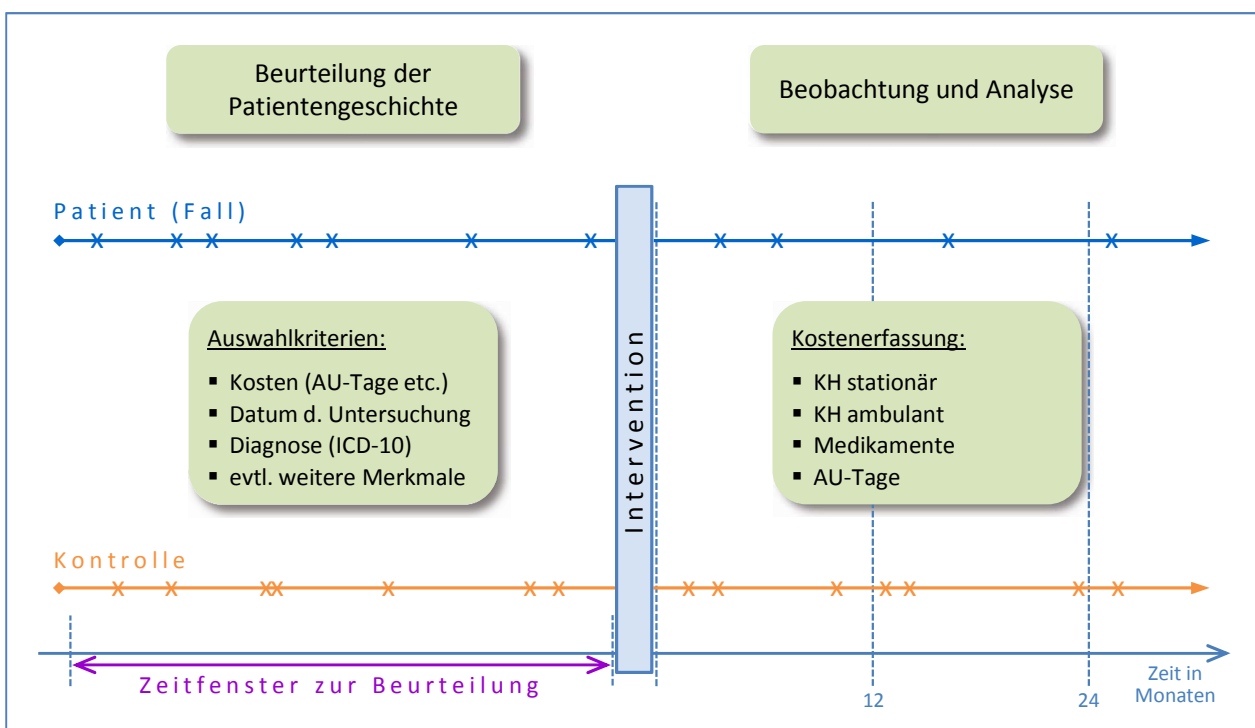 Beurteilung der
Patientengeschichte
Beobachtung und Analyse
Patient (Fall)
x x x x x x x x x x x
Auswahlkriterien:
▪ Kosten (AU-Tage etc.)
▪ Datum d. Untersuchung
▪ Diagnose (ICD-10)
▪ evtl. weitere Merkmale
Intervention
Kostenerfassung:
▪ KH stationär
▪ KH ambulant
▪ Medikamente
▪ AU-Tage
Kontrolle
x x x x x x x x x x x x x x
Zeitfenster zur Beurteilung
12
24
Zeit in
Monaten